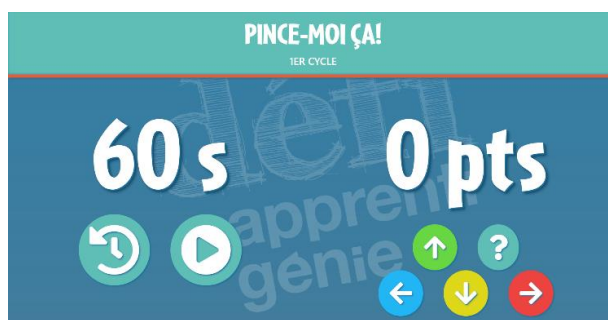 PINCE-MOI ÇA!
1ER CYCLE
défi
apprenti
génie
60 s
0 pts
?